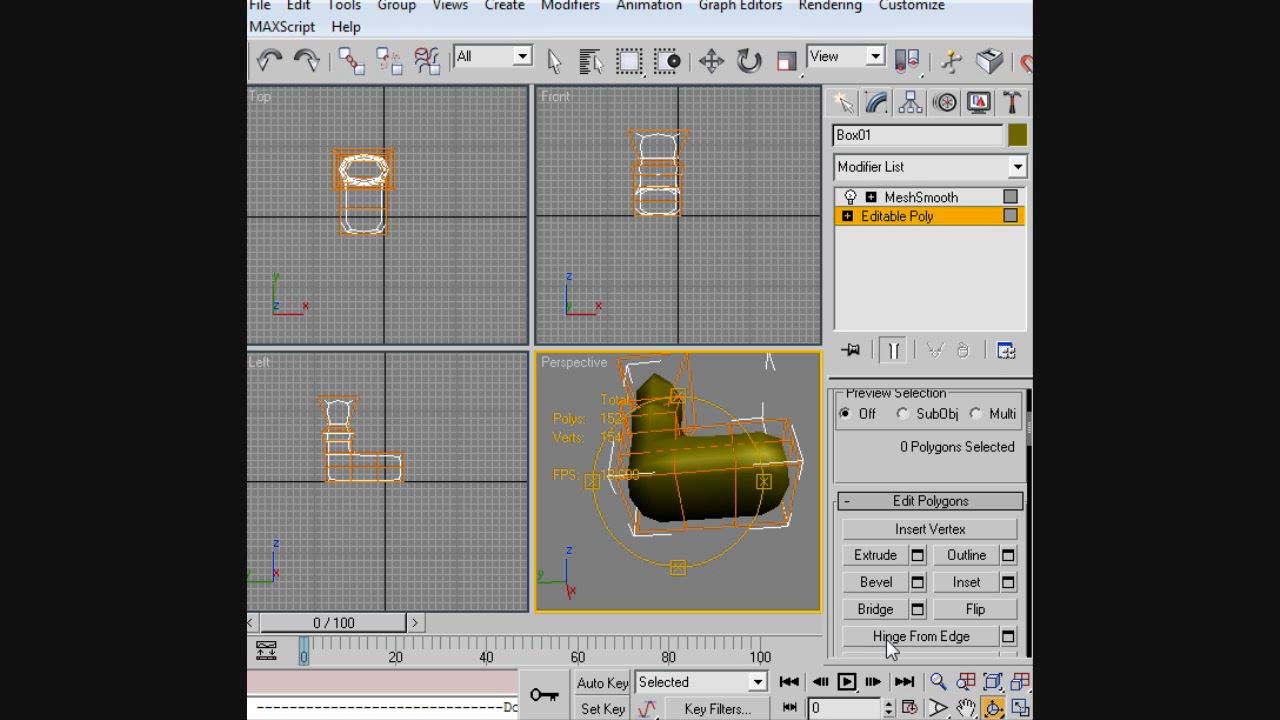 File Edit Tools Group Views Create Modifiers Animation Graph Editors Rendering Customize
MAXScript Help
All View
Top Front
Box01
Modifier List
MeshSmooth
Editable Poly
y z
z x y x
Left Perspective
Total
Polys: 152
Verts: 154
FPS:
Preview Selection
Off SubObj Multi
0 Polygons Selected
- Edit Polygons
Insert Vertex
Extrude Outline
Bevel Inset
Bridge Flip
Hinge From Edge
z z
y x y x
< 0 / 100 >
0 20 40 60 80 100
Auto Key Selected
Set Key Key Filters... 0